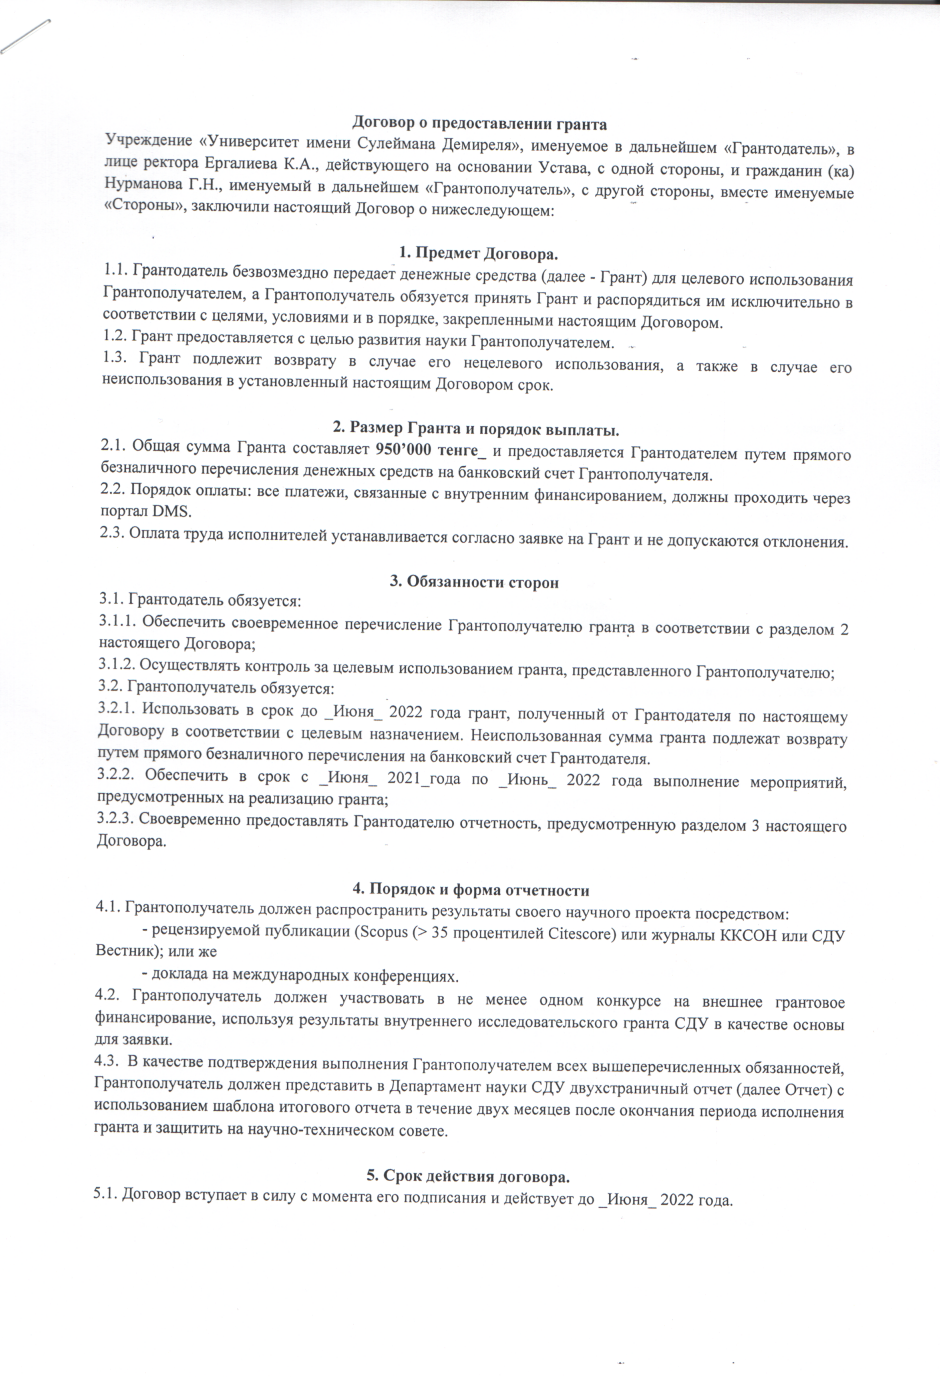 Договор о предоставлении гранта
Учреждение «Университет имени Сулеймана Демиреля», именуемое в дальнейшем «Грантодатель», в
лице ректора Ергалиева К.А., действующего на основании Устава, с одной стороны, и гражданин (ка)
Нурманова Г.Н., именуемый в дальнейшем «Грантополучатель», с другой стороны, вместе именуемые
«Стороны», заключили настоящий Договор о нижеследующем:
1. Предмет Договора.
1.1. Грантодатель безвозмездно передает денежные средства (далее - Грант) для целевого использования
Грантополучателем, а Грантополучатель обязуется принять Грант и распорядиться им исключительно в
соответствии с целями, условиями и в порядке, закрепленными настоящим Договором.
1.2. Грант предоставляется с целью развития науки Грантополучателем.
1.3. Грант подлежит возврату в случае его нецелевого использования, а также в случае его
неиспользования в установленный настоящим Договором срок.
2. Размер Гранта и порядок выплаты.
2.1. Общая сумма Гранта составляет 950’000 тенге_ и предоставляется Грантодателем путем прямого
безналичного перечисления денежных средств на банковский счет Грантополучателя.
2.2. Порядок оплаты: все платежи, связанные с внутренним финансированием, должны проходить через
портал DMS.
2.3. Оплата труда исполнителей устанавливается согласно заявке на Грант и не допускаются отклонения.
3. Обязанности сторон
3.1. Грантодатель обязуется:
3.1.1. Обеспечить своевременное перечисление Грантополучателю гранта в соответствии с разделом 2
настоящего Договора;
3.1.2. Осуществлять контроль за целевым использованием гранта, представленного Грантополучателю;
3.2. Грантополучатель обязуется:
3.2.1. Использовать в срок до _Июня_ 2022 года грант, полученный от Грантодателя по настоящему
Договору в соответствии с целевым назначением. Неиспользованная сумма гранта подлежат возврату
путем прямого безналичного перечисления на банковский счет Грантодателя.
3.2.2. Обеспечить в срок с _Июня_ 2021_года по _Июнь_ 2022 года выполнение мероприятий,
предусмотренных на реализацию гранта;
3.2.3. Своевременно предоставлять Грантодателю отчетность, предусмотренную разделом 3 настоящего
Договора.
4. Порядок и форма отчетности
4.1. Грантополучатель должен распространить результаты своего научного проекта посредством:
- рецензируемой публикации (Scopus (> 35 процентилей Citescore) или журналы ККСОН или СДУ
Вестник); или же
- доклада на международных конференциях.
4.2. Грантополучатель должен участвовать в не менее одном конкурсе на внешнее грантовое
финансирование, используя результаты внутреннего исследовательского гранта СДУ в качестве основы
для заявки.
4.3. В качестве подтверждения выполнения Грантополучателем всех вышеперечисленных обязанностей,
Грантополучатель должен представить в Департамент науки СДУ двухстраничный отчет (далее Отчет) с
использованием шаблона итогового отчета в течение двух месяцев после окончания периода исполнения
гранта и защитить на научно-техническом совете.
5. Срок действия договора.
5.1. Договор вступает в силу с момента его подписания и действует до _Июня_ 2022 года.